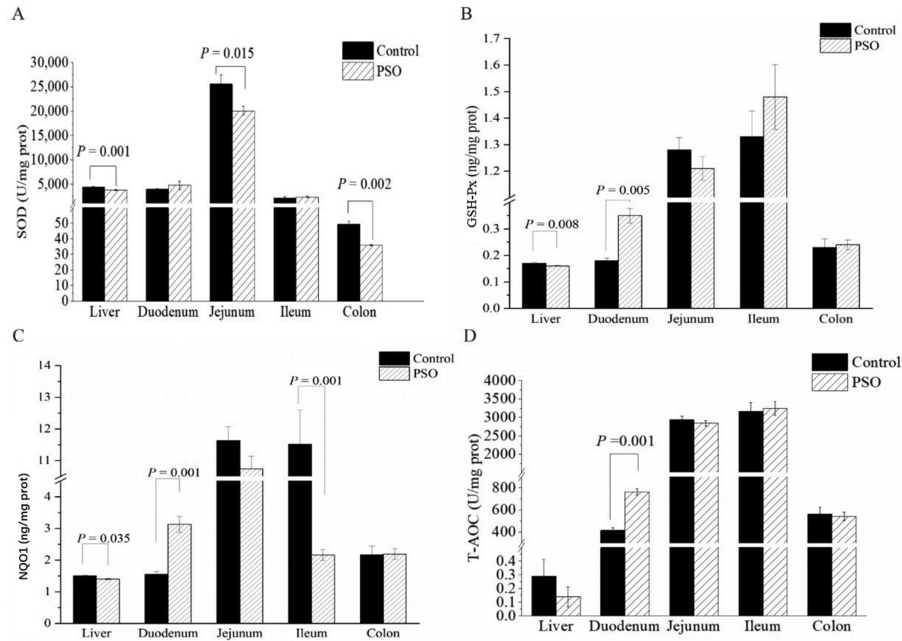 A
Control
PSO
P = 0.015
P = 0.001
P = 0.002
SOD (U/mg prot)
30,000
25,000
20,000
15,000
10,000
5,000
50
40
30
20
10
0
Liver Duodenum Jejunum Ileum Colon
B
Control
PSO
P = 0.005
P = 0.008
GSH-Px (ng/mg prot)
1.7
1.6
1.5
1.4
1.3
1.2
0.3
0.2
0.1
0.0
Liver Duodenum Jejunum Ileum Colon
C
Control
PSO
P = 0.001
P = 0.001
P = 0.035
NQO1 (ng/mg prot)
14
13
12
11
4
3
2
1
0
Liver Duodenum Jejunum Ileum Colon
D
Control
PSO
P =0.001
T-AOC (U/mg prot)
4000
3500
3000
2500
2000
800
600
400
0.3
0.2
0.1
0.0
Liver Duodenum Jejunum Ileum Colon